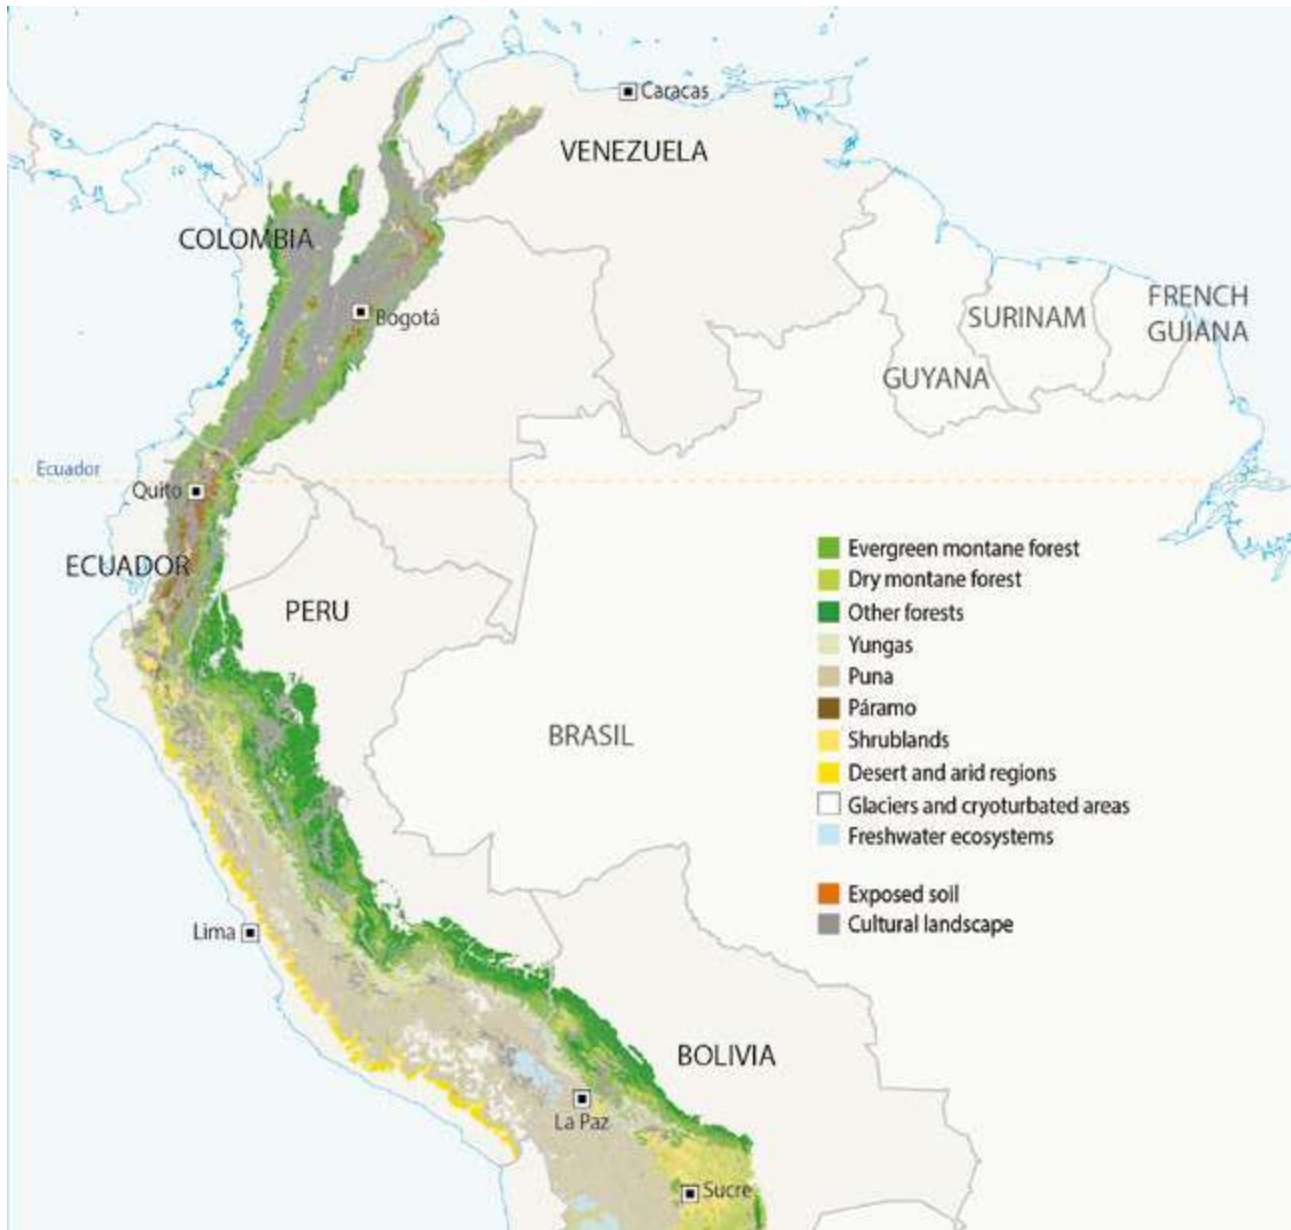 Caracas
VENEZUELA
COLOMBIA
Bogotá
FRENCH
GUIANA
SURINAM
GUYANA
Ecuador
Quito
ECUADOR
PERU
BRASIL
Evergreen montane forest
Dry montane forest
Other forests
Yungas
Puna
Páramo
Shrublands
Desert and arid regions
Glaciers and cryoturbated areas
Freshwater ecosystems
Exposed soil
Cultural landscape
Lima
BOLIVIA
La Paz
Sucre